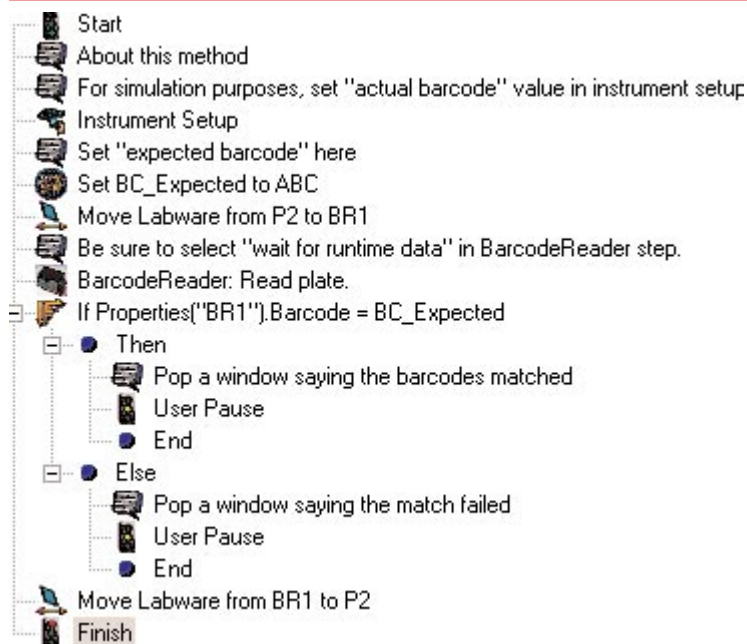 Start
About this method
For simulation purposes, set "actual barcode" value in instrument setup
Instrument Setup
Set "expected barcode" here
Set BC_Expected to ABC
Move Labware from P2 to BR1
Be sure to select "wait for runtime data" in BarcodeReader step.
BarcodeReader: Read plate.
If Properties("BR1").Barcode = BC_Expected
Then
Pop a window saying the barcodes matched
User Pause
End
Else
Pop a window saying the match failed
User Pause
End
Move Labware from BR1 to P2
Finish